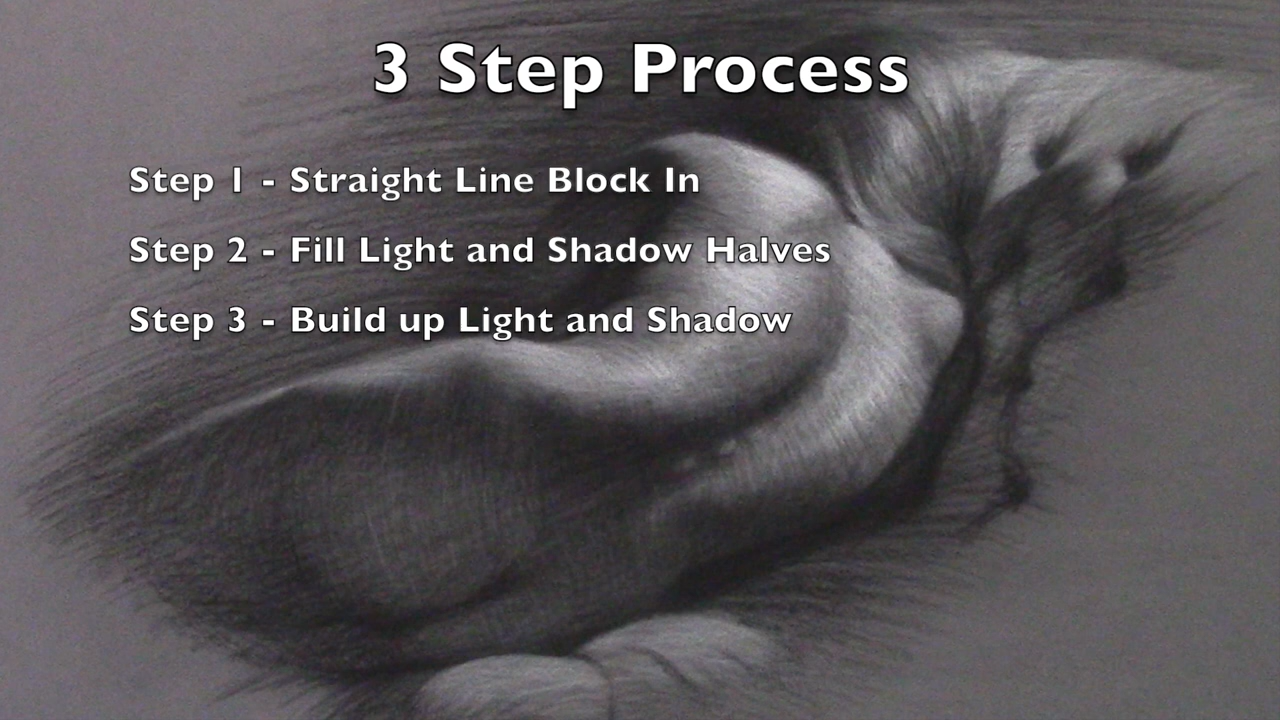 3 Step Process
Step 1 - Straight Line Block In
Step 2 - Fill Light and Shadow Halves
Step 3 - Build up Light and Shadow